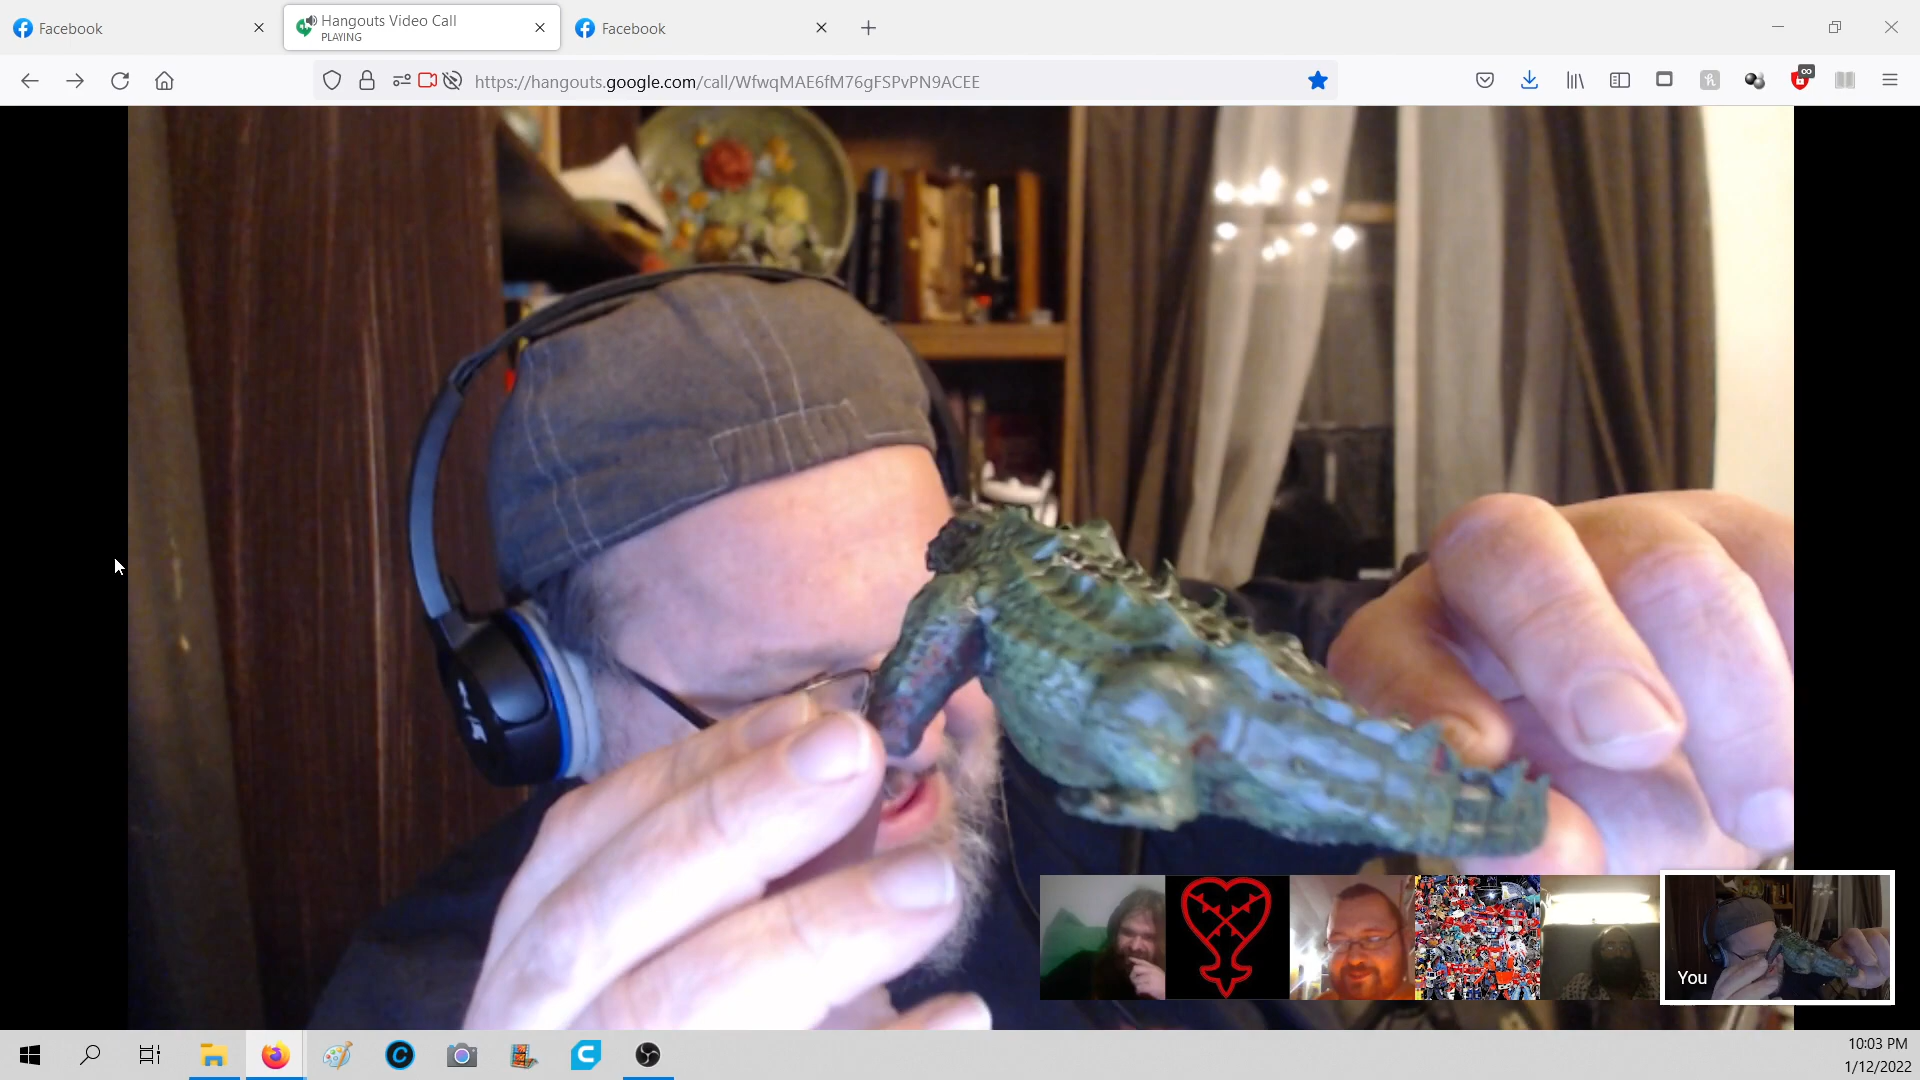 Facebook
Hangouts Video Call
PLAYING
Facebook
https://hangouts.google.com/call/WfwqMAE6fM76gFSPvPN9ACEE
∞
You
10:03 PM
1/12/2022